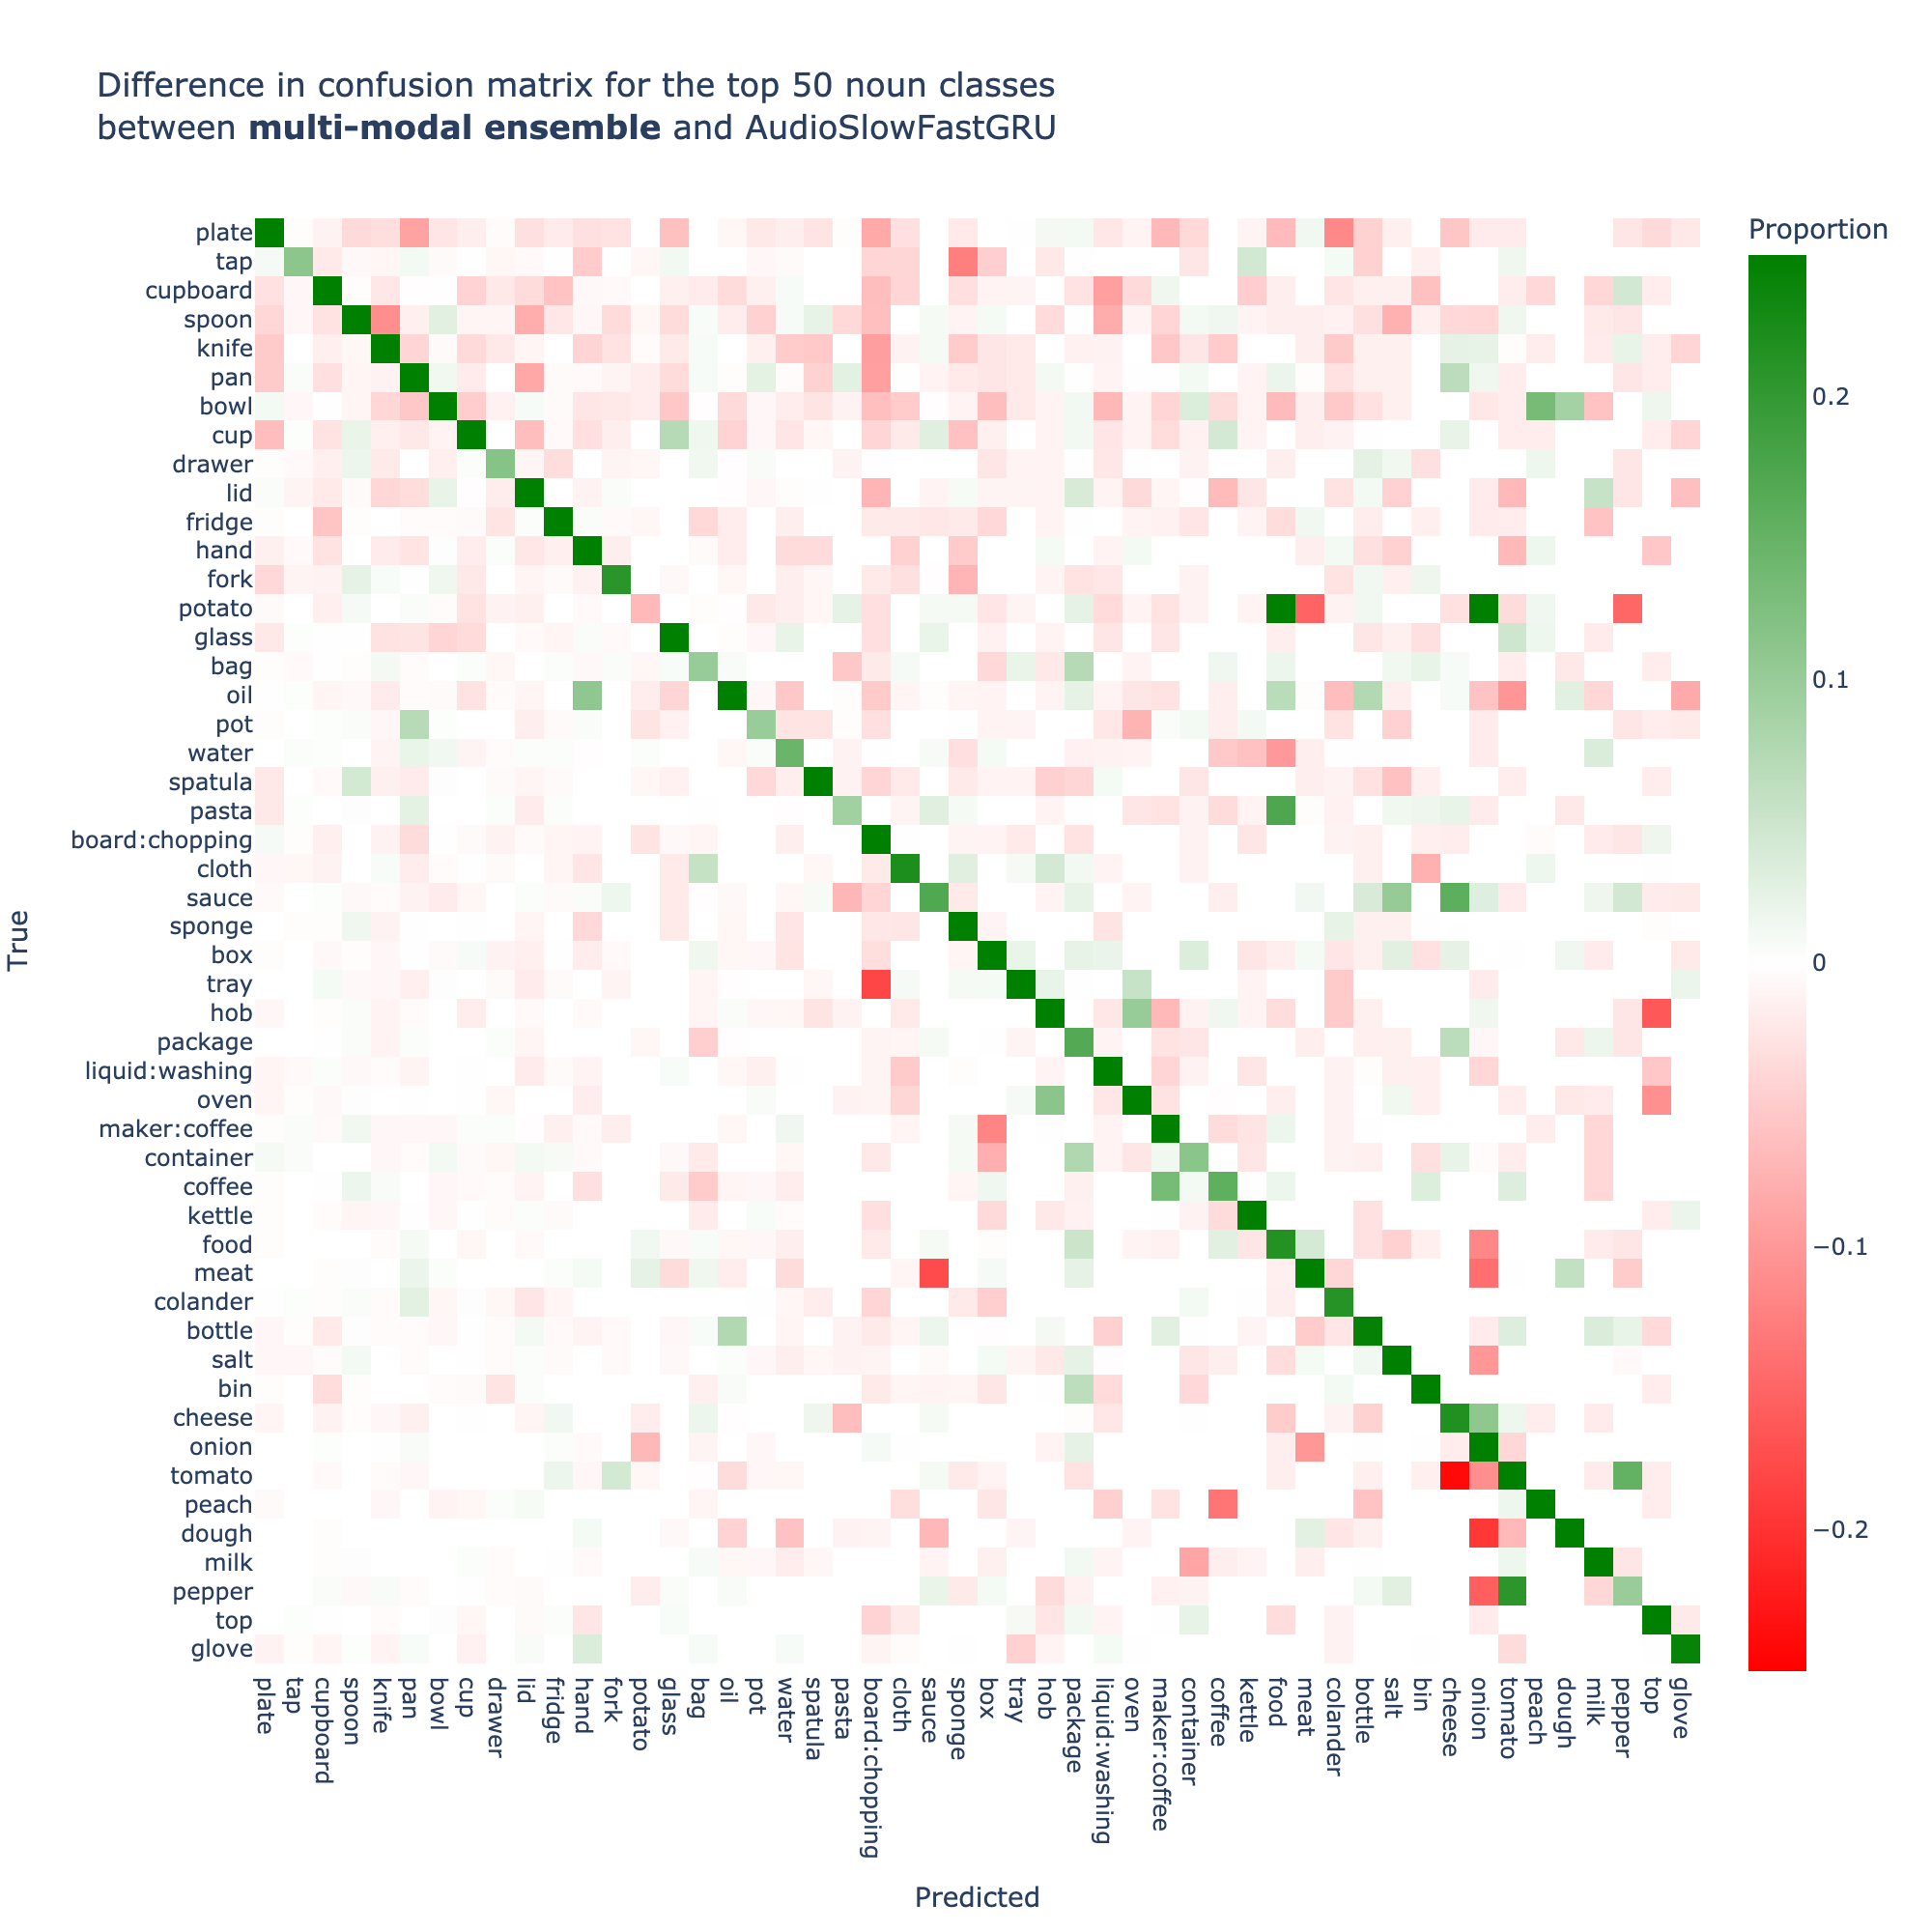 Difference in confusion matrix for the top 50 noun classes
between multi-modal ensemble and AudioSlowFastGRU
Proportion
0.2
0.1
0
−0.1
−0.2
True
plate
tap
cupboard
spoon
knife
pan
bowl
cup
drawer
lid
fridge
hand
fork
potato
glass
bag
oil
pot
water
spatula
pasta
board:chopping
cloth
sauce
sponge
box
tray
hob
package
liquid:washing
oven
maker:coffee
container
coffee
kettle
food
meat
colander
bottle
salt
bin
cheese
onion
tomato
peach
dough
milk
pepper
top
glove
plate
tap
cupboard
spoon
knife
pan
bowl
cup
drawer
lid
fridge
hand
fork
potato
glass
bag
oil
pot
water
spatula
pasta
board:chopping
cloth
sauce
sponge
box
tray
hob
package
liquid:washing
oven
maker:coffee
container
coffee
kettle
food
meat
colander
bottle
salt
bin
cheese
onion
tomato
peach
dough
milk
pepper
top
glove
Predicted